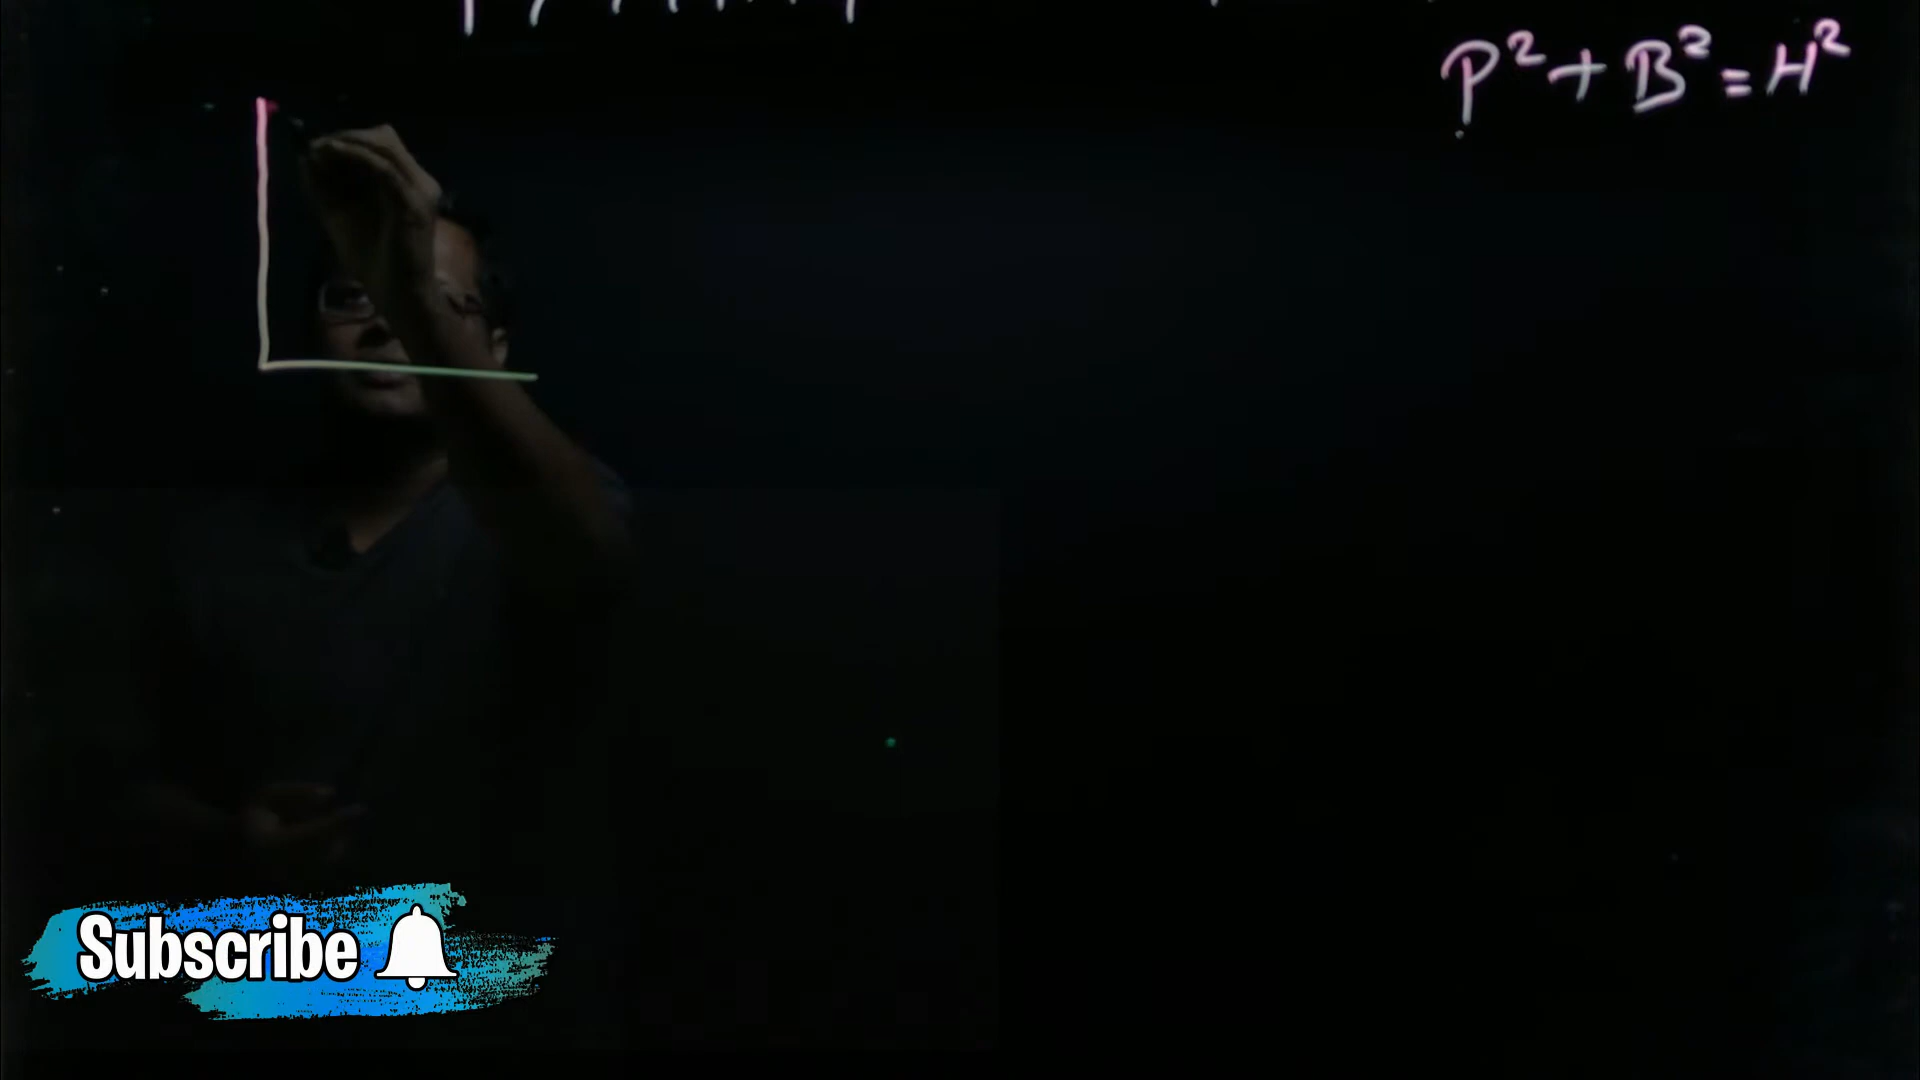 P² + B² = H²
Subscribe